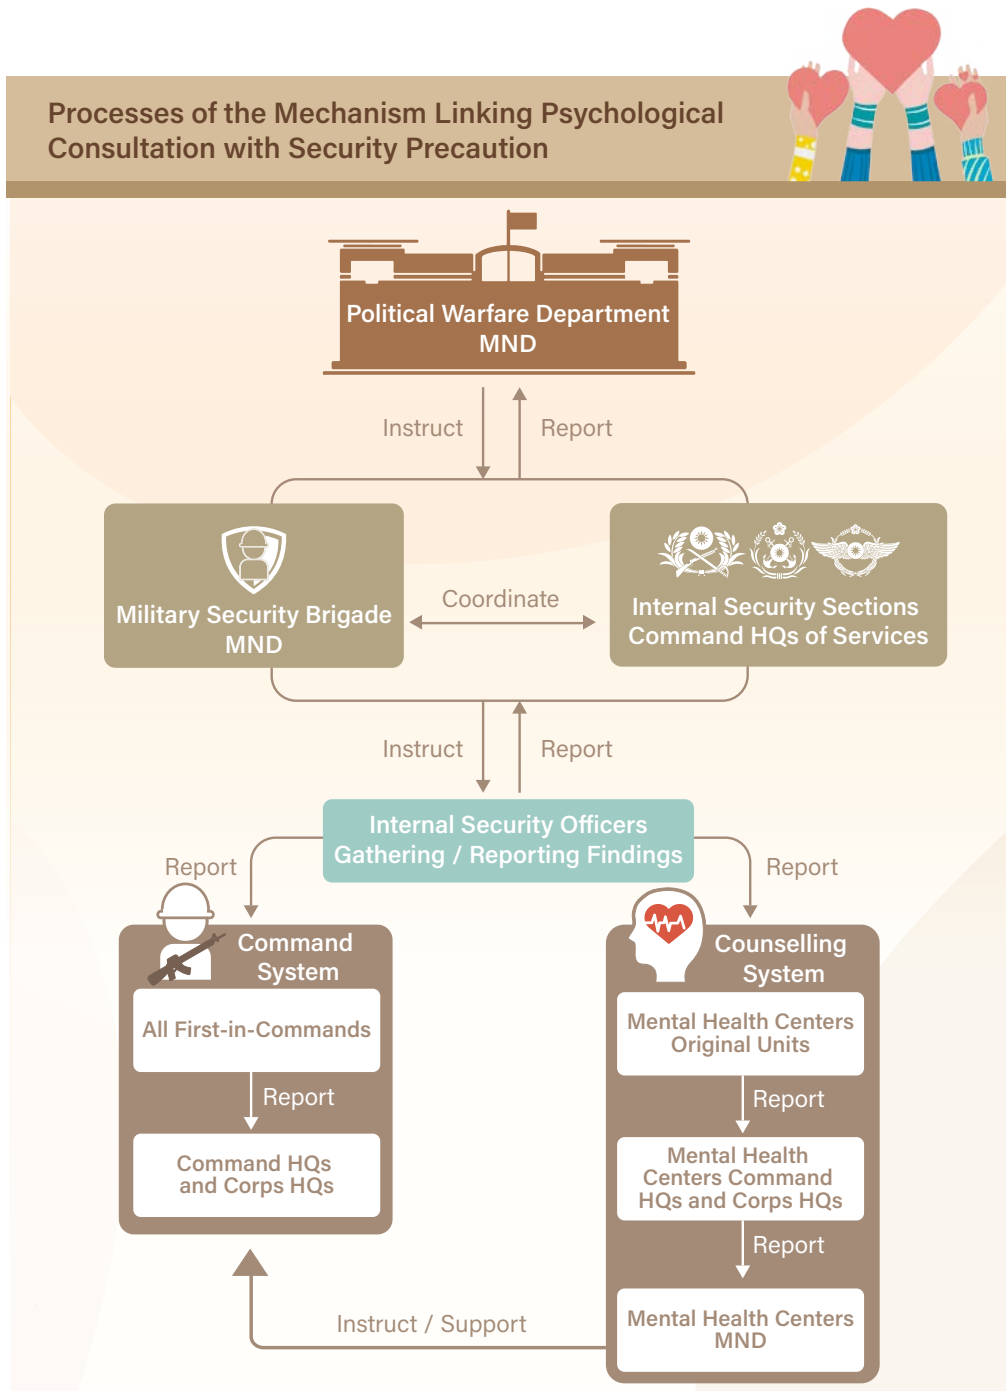 Processes of the Mechanism Linking Psychological
Consultation with Security Precaution
Political Warfare Department
MND
Instruct
Report
Military Security Brigade
MND
Coordinate
Internal Security Sections
Command HQs of Services
Instruct
Report
Internal Security Officers
Gathering / Reporting Findings
Report
Report
Command
System
All First-in-Commands
Report
Command HQs
and Corps HQs
Counselling
System
Mental Health Centers
Original Units
Report
Mental Health
Centers Command
HQs and Corps HQs
Report
Mental Health Centers
MND
Instruct / Support